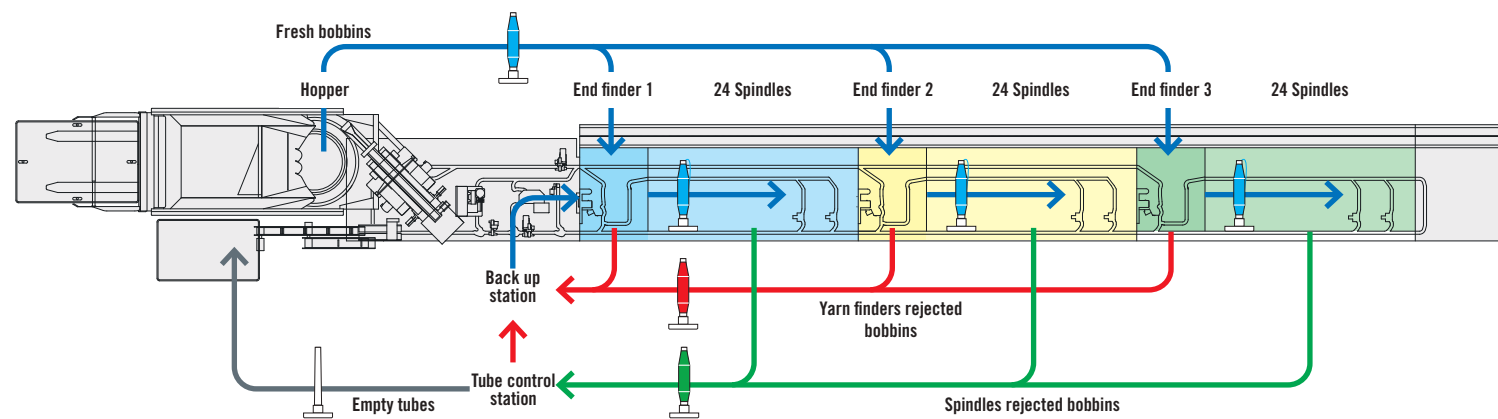 Fresh bobbins
Hopper
End finder 1
24 Spindles
End finder 2
24 Spindles
End finder 3
24 Spindles
Back up
station
Yarn finders rejected
bobbins
Tube control
station
Empty tubes
Spindles rejected bobbins